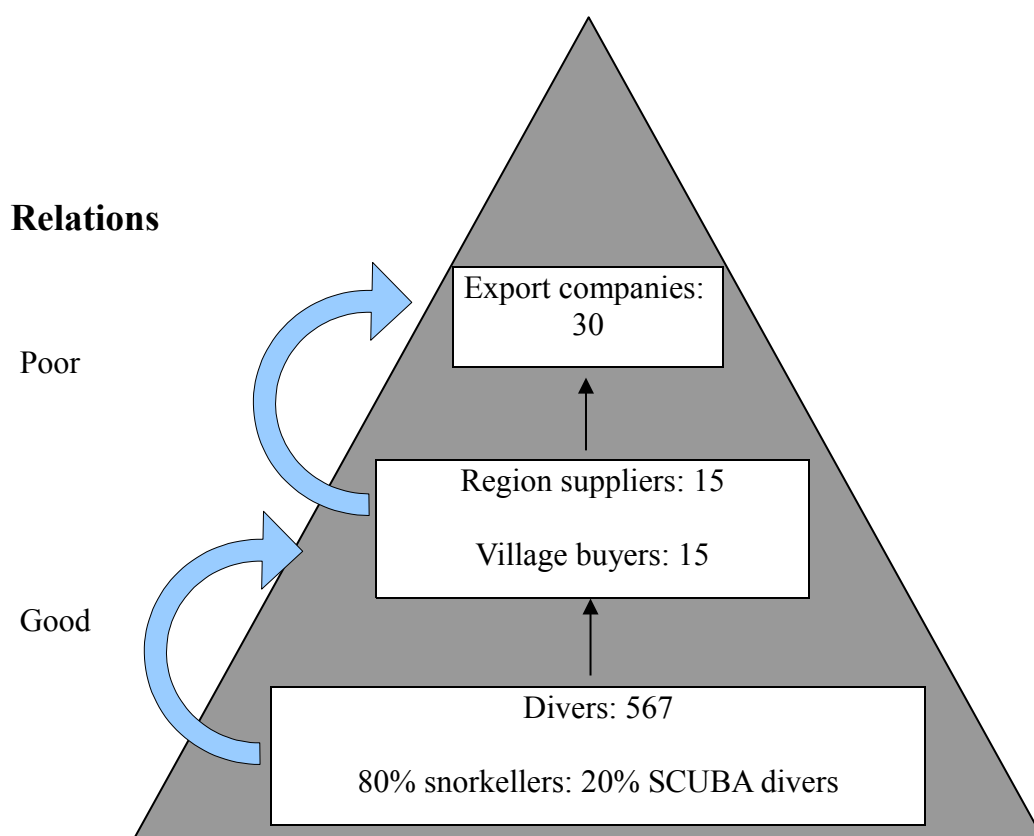 Relations
Export companies:
30
Poor
Region suppliers: 15
Village buyers: 15
Good
Divers: 567
80% snorkellers: 20% SCUBA divers